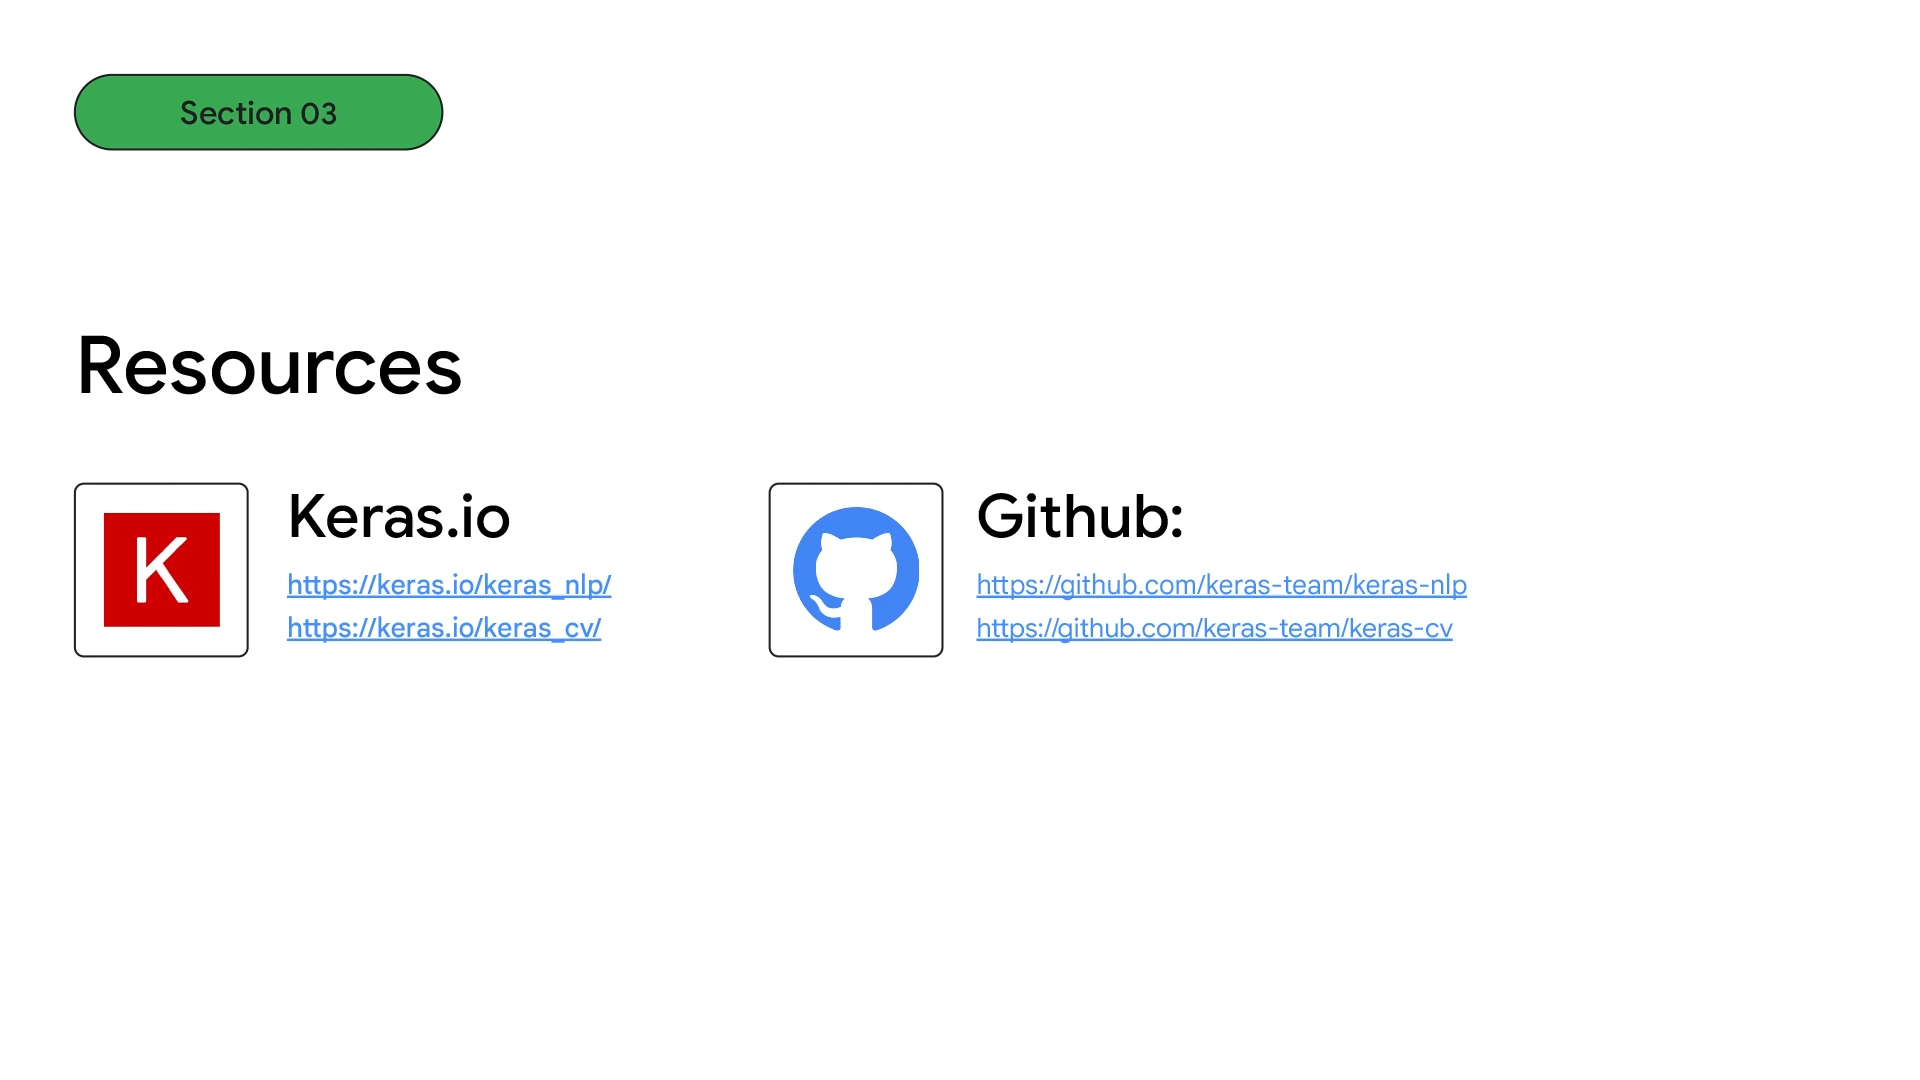 Section 03
Resources
K
Keras.io
https://keras.io/keras_nlp/
https://keras.io/keras_cv/
Github:
https://github.com/keras-team/keras-nlp
https://github.com/keras-team/keras-cv